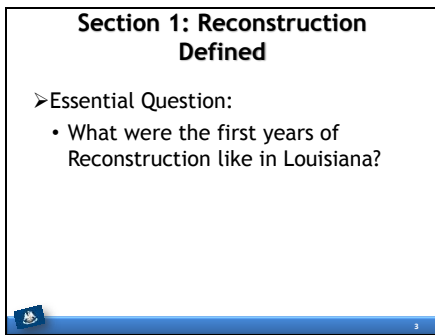 Section 1: Reconstruction
Defined
➢Essential Question:
• What were the first years of
Reconstruction like in Louisiana?
3